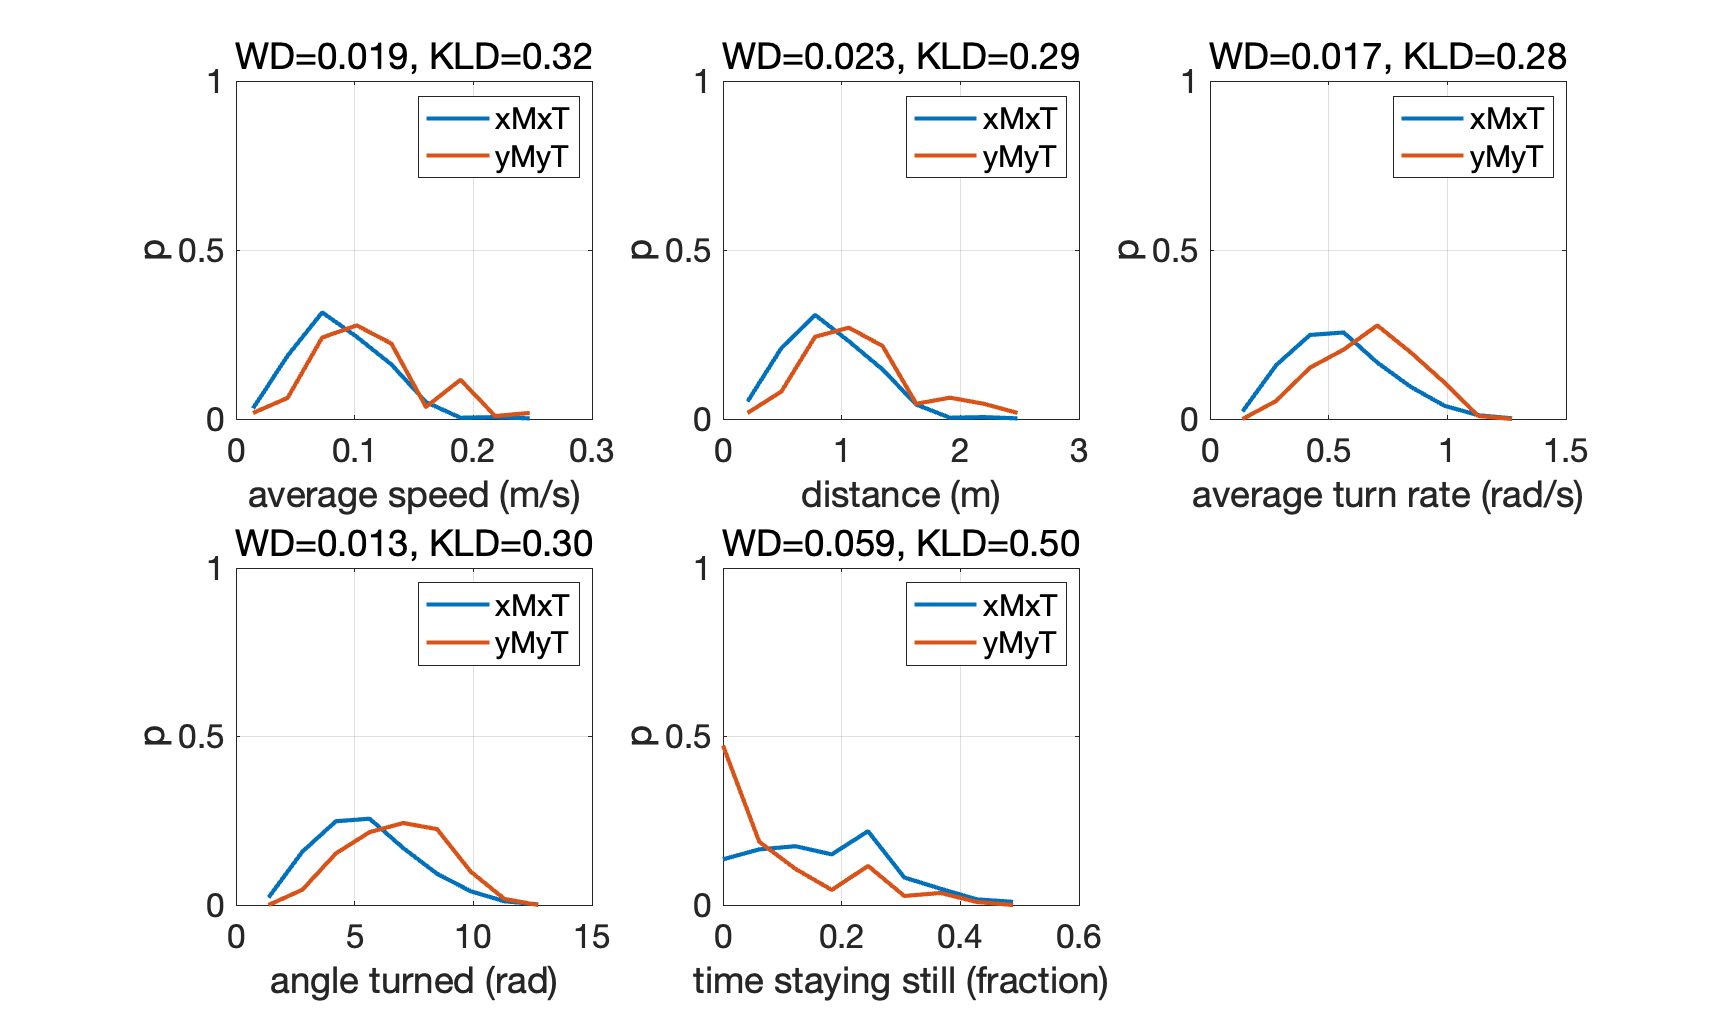 WD=0.019, KLD=0.32
1
0.5
0
p
xMxT
yMyT
0
0.1
0.2
0.3
average speed (m/s)
WD=0.023, KLD=0.29
1
0.5
0
p
xMxT
yMyT
0
1
2
3
distance (m)
WD=0.017, KLD=0.28
1
0.5
0
p
xMxT
yMyT
0
0.5
1
1.5
average turn rate (rad/s)
WD=0.013, KLD=0.30
1
0.5
0
p
xMxT
yMyT
0
5
10
15
angle turned (rad)
WD=0.059, KLD=0.50
1
0.5
0
p
xMxT
yMyT
0
0.2
0.4
0.6
time staying still (fraction)